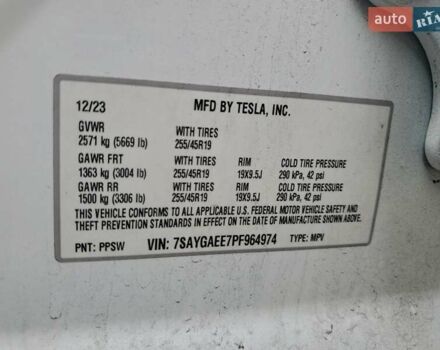 auto RIA
12/23 MFD BY TESLA, INC.
GVWR WITH TIRES
2571 kg (5669 lb) 255/45R19
GAWR FRT WITH TIRES RIM COLD TIRE PRESSURE
1363 kg (3004 lb) 255/45R19 19X9.5J 290 kPa, 42 psi
GAWR RR WITH TIRES RIM COLD TIRE PRESSURE
1500 kg (3306 lb) 255/45R19 19X9.5J 290 kPa, 42 psi
THIS VEHICLE CONFORMS TO ALL APPLICABLE U.S. FEDERAL MOTOR VEHICLE SAFETY AND
THEFT PREVENTION STANDARDS IN EFFECT ON THE DATE OF MANUFACTURE SHOWN ABOVE.
PNT: PPSW VIN: 7SAYGAEE7PF964974 TYPE: MPV